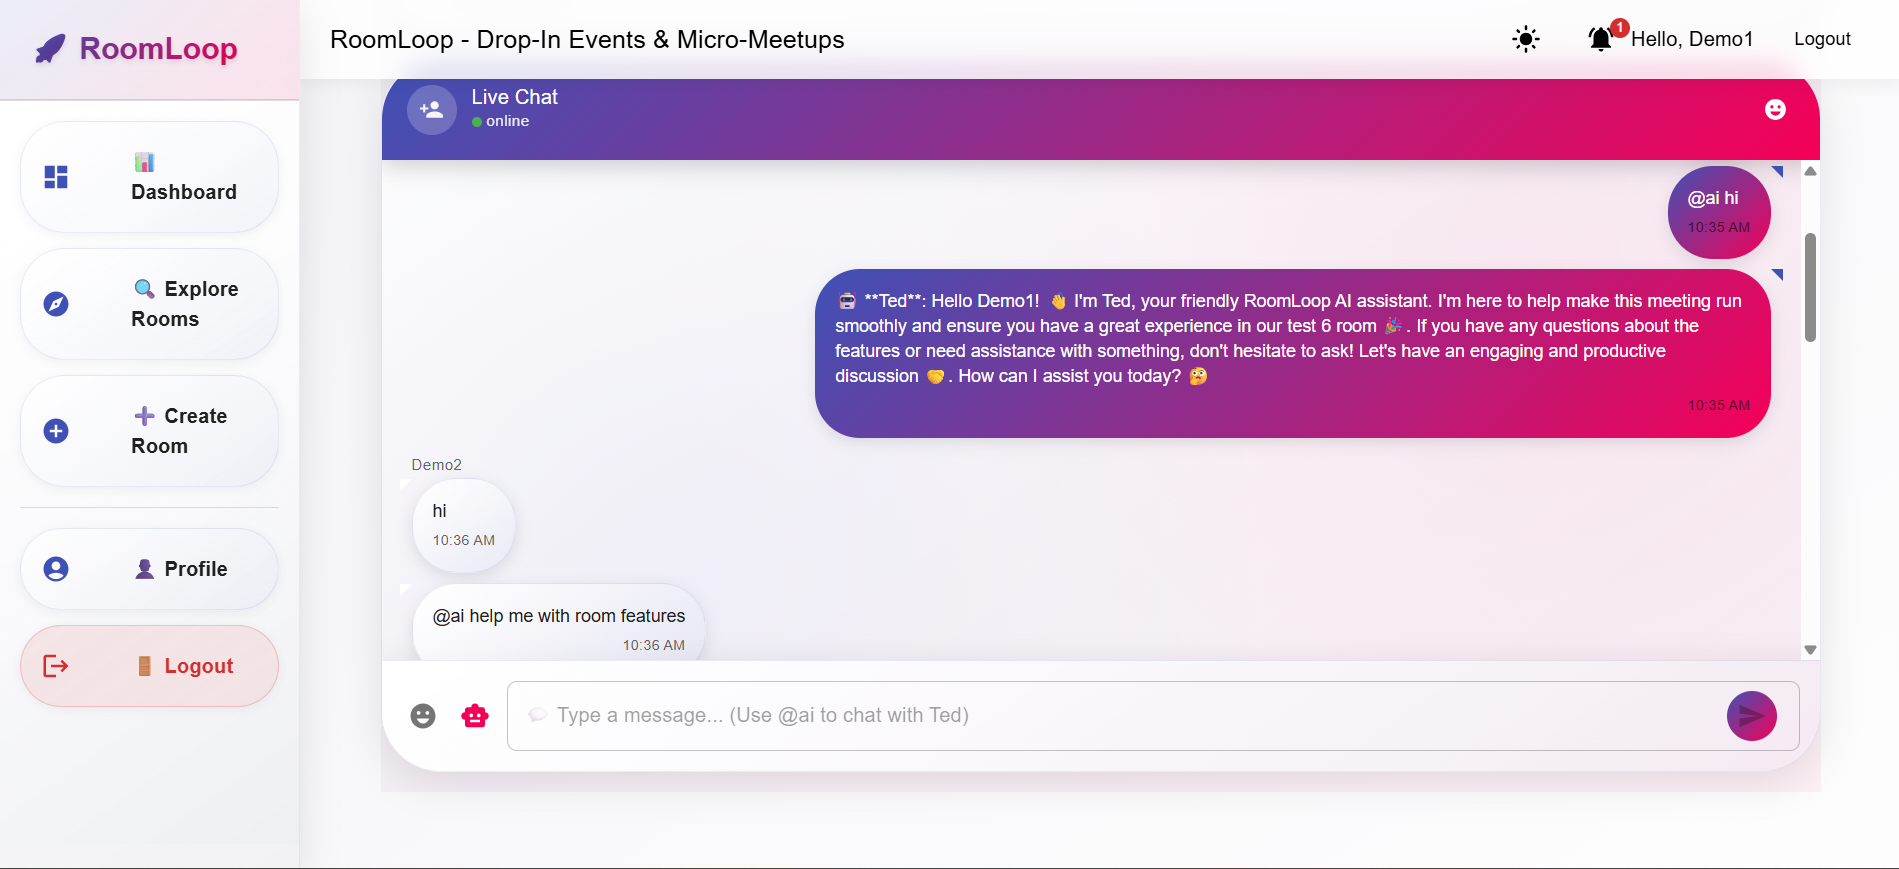 RoomLoop
RoomLoop - Drop-In Events & Micro-Meetups
1
Hello, Demo1
Logout
Dashboard
Explore
Rooms
Create
Room
Profile
Logout
Live Chat
online
@ai hi
10:35 AM
**Ted**: Hello Demo1! 👋 I'm Ted, your friendly RoomLoop AI assistant. I'm here to help make this meeting run
smoothly and ensure you have a great experience in our test 6 room 🎉. If you have any questions about the
features or need assistance with something, don't hesitate to ask! Let's have an engaging and productive
discussion 🤝. How can I assist you today? 🤔
10:35 AM
Demo2
hi
10:36 AM
@ai help me with room features
10:36 AM
Type a message... (Use @ai to chat with Ted)